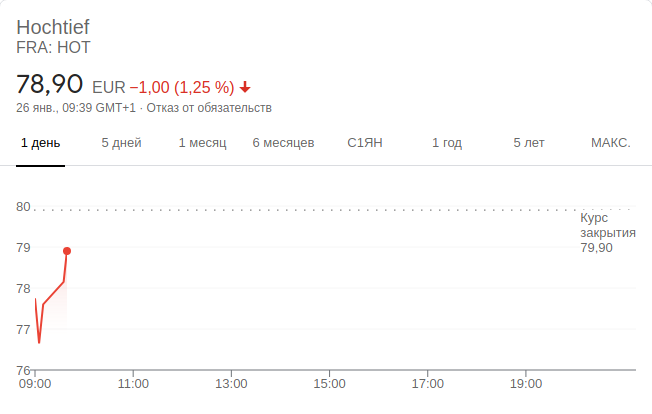 Hochtief
FRA: HOT
78,90 EUR −1,00 (1,25 %)
26 янв., 09:39 GMT+1 · Отказ от обязательств
1 день 5 дней 1 месяц 6 месяцев С1ЯН 1 год 5 лет МАКС.
80
Курс
закрытия
79 79,90
78
77
76
09:00 11:00 13:00 15:00 17:00 19:00